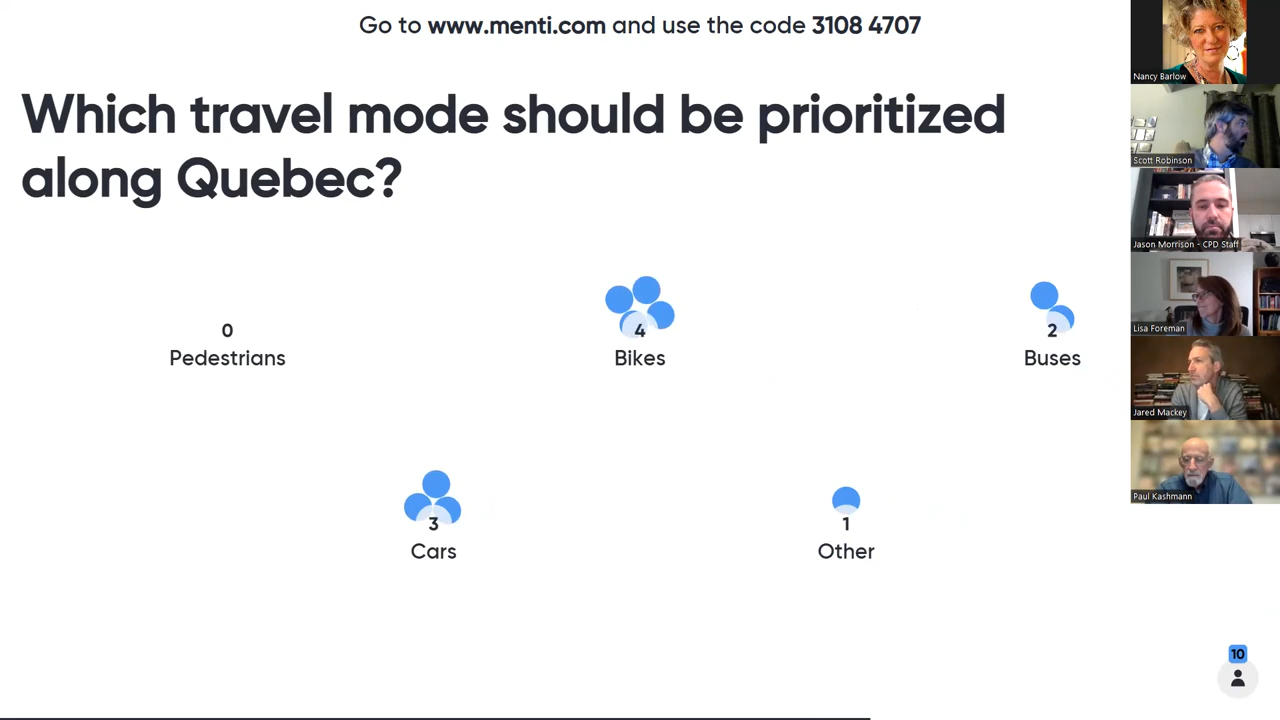 Go to www.menti.com and use the code 3108 4707
Which travel mode should be prioritized
along Quebec?
0
Pedestrians
4
Bikes
2
Buses
3
Cars
1
Other
Nancy Barlow
Scott Robinson
Jason Morrison - CPD Staff
Lisa Foreman
Jared Mackey
Paul Kashmann
10